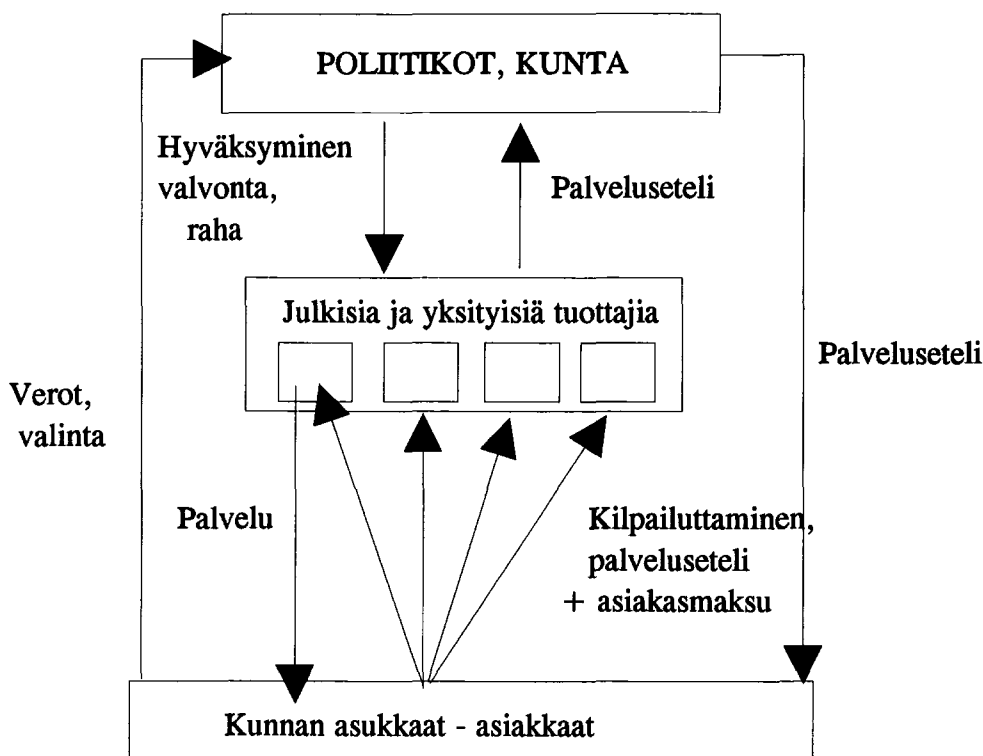 POLIITIKOT, KUNTA
Hyväksyminen
valvonta,
raha
Palveluseteli
Julkisia ja yksityisiä tuottajia
Palveluseteli
Verot,
valinta
Palvelu
Kilpailuttaminen,
palveluseteli
+ asiakasmaksu
Kunnan asukkaat - asiakkaat